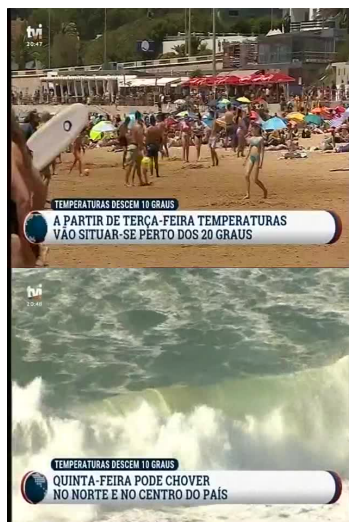 tvi
20:47
TEMPERATURAS DESCEM 10 GRAUS
A PARTIR DE TERÇA-FEIRA TEMPERATURAS
VÃO SITUAR-SE PERTO DOS 20 GRAUS
tvi
20:48
TEMPERATURAS DESCEM 10 GRAUS
QUINTA-FEIRA PODE CHOVER
NO NORTE E NO CENTRO DO PAÍS